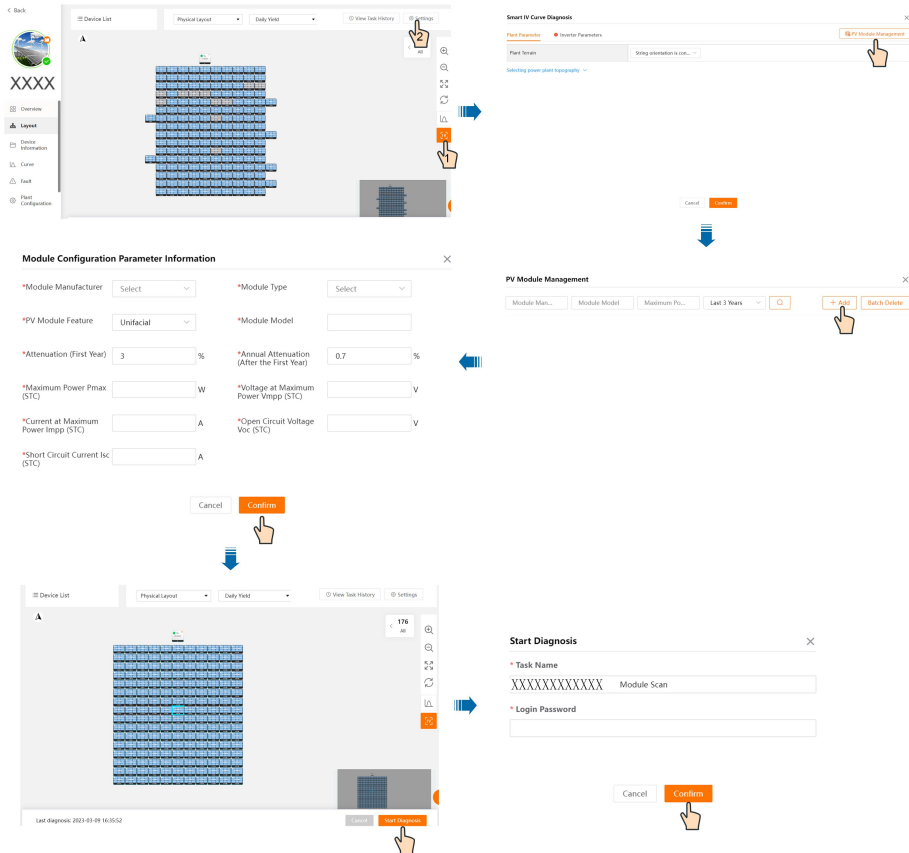 Back
Device List
Physical Layout
Daily Yield
View Task History
Settings
2
A
All
XXXX
Overview
Layout
Device Information
Curve
Fault
Plant Configuration
1
Smart IV Curve Diagnosis
Plant Parameter
Inverter Parameters
PV Module Management
Plant Terrain
String orientation is con...
Selecting power plant topography
Cancel
Confirm
PV Module Management
Module Man...
Module Model
Maximum Po...
Last 3 Years
+ Add
Batch Delete
Module Configuration Parameter Information
*Module Manufacturer
Select
*Module Type
Select
*PV Module Feature
Unifacial
*Module Model
*Attenuation (First Year)
3
%
*Annual Attenuation
(After the First Year)
0.7
%
*Maximum Power Pmax
(STC)
W
*Voltage at Maximum
Power Vmpp (STC)
V
*Current at Maximum
Power Impp (STC)
A
*Open Circuit Voltage
Voc (STC)
V
*Short Circuit Current Isc
(STC)
A
Cancel
Confirm
Device List
Physical Layout
Daily Yield
View Task History
Settings
A
176
All
Last diagnosis: 2023-03-09 16:35:52
Cancel
Start Diagnosis
Start Diagnosis
* Task Name
XXXXXXXXXXXX Module Scan
* Login Password
Cancel
Confirm